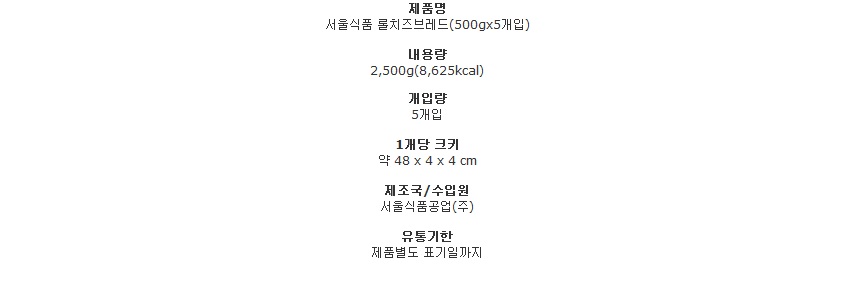 제품명
서울식품 롤치즈브레드(500gx5개입)
내용량
2,500g(8,625kcal)
개입량
5개입
1개당 크키
약 48 x 4 x 4 cm
제조국/수입원
서울식품공업(주)
유통기한
제품별도 표기일까지